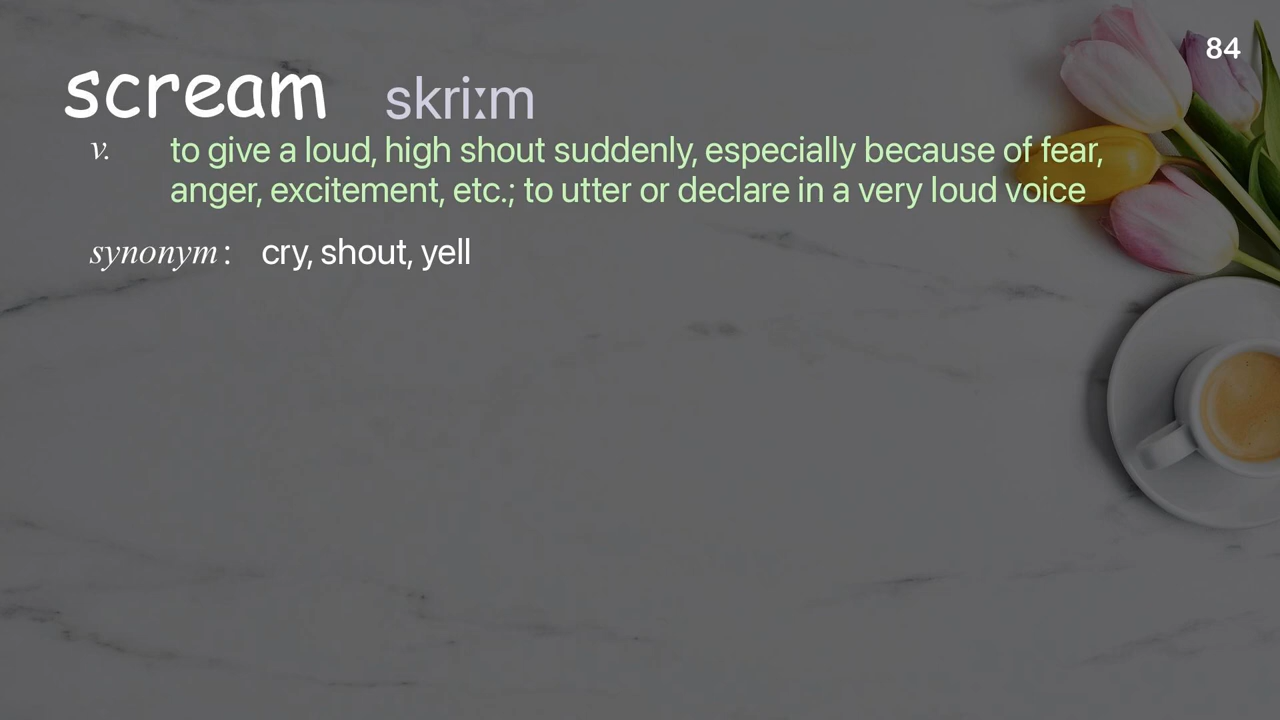 84
scream skriːm
v. to give a loud, high shout suddenly, especially because of fear,
anger, excitement, etc.; to utter or declare in a very loud voice
synonym : cry, shout, yell